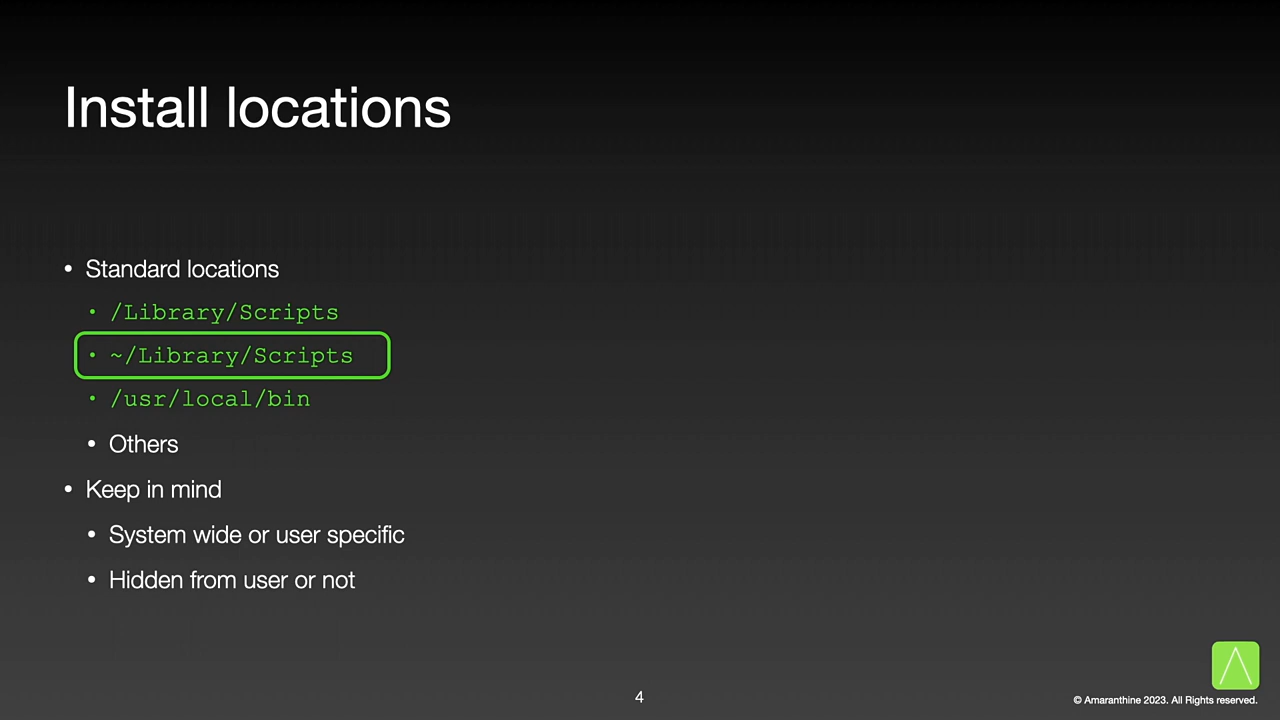 Install locations
• Standard locations
• /Library/Scripts
• ~/Library/Scripts
• /usr/local/bin
• Others
• Keep in mind
• System wide or user specific
• Hidden from user or not
4
© Amaranthine 2023. All Rights reserved.